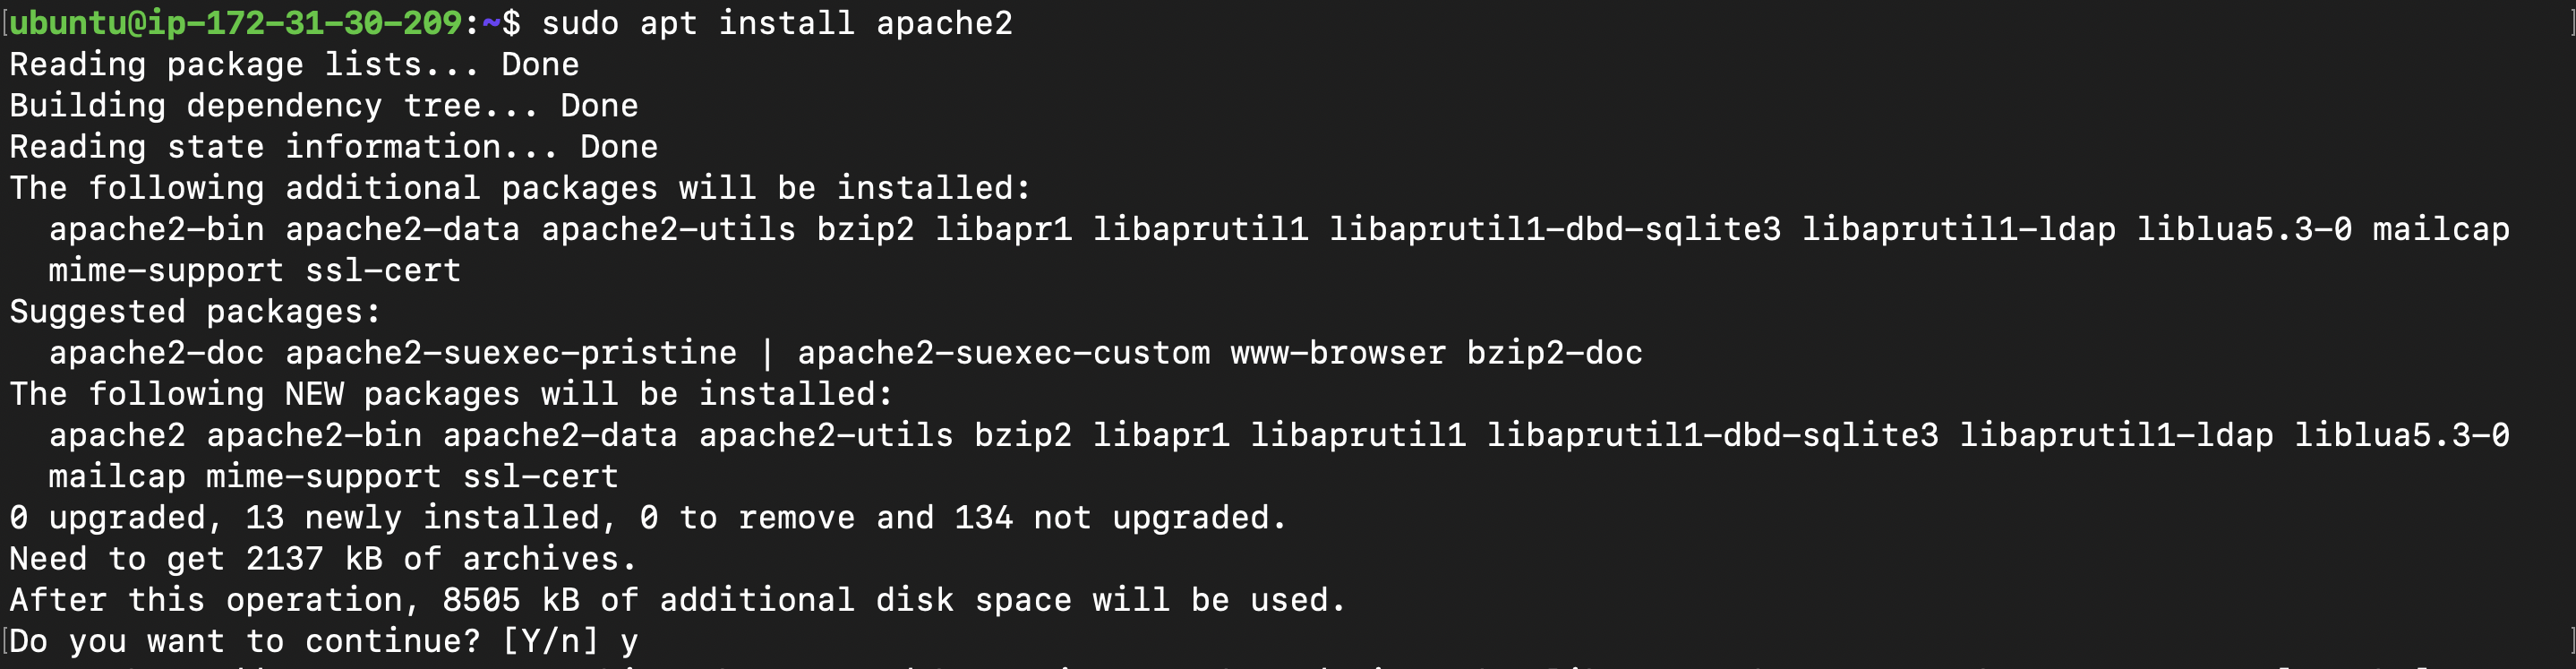 ubuntu@ip-172-31-30-209:~$ sudo apt install apache2
Reading package lists... Done
Building dependency tree... Done
Reading state information... Done
The following additional packages will be installed:
  apache2-bin apache2-data apache2-utils bzip2 libapr1 libaprutil1 libaprutil1-dbd-sqlite3 libaprutil1-ldap liblua5.3-0 mailcap
  mime-support ssl-cert
Suggested packages:
  apache2-doc apache2-suexec-pristine | apache2-suexec-custom www-browser bzip2-doc
The following NEW packages will be installed:
  apache2 apache2-bin apache2-data apache2-utils bzip2 libapr1 libaprutil1 libaprutil1-dbd-sqlite3 libaprutil1-ldap liblua5.3-0
  mailcap mime-support ssl-cert
0 upgraded, 13 newly installed, 0 to remove and 134 not upgraded.
Need to get 2137 kB of archives.
After this operation, 8505 kB of additional disk space will be used.
Do you want to continue? [Y/n] y